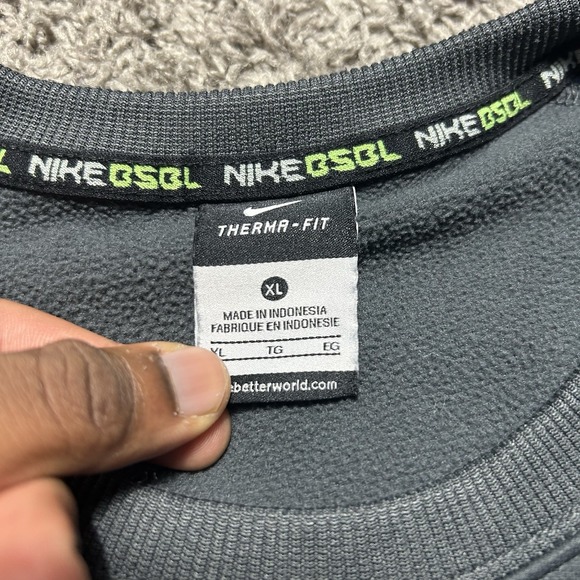 NIKE BSBL NIKE BSBL NIKE BSBL
THERMA-FIT
XL
MADE IN INDONESIA
FABRIQUE EN INDONESIE
XL TG EG
ebetterworld.com